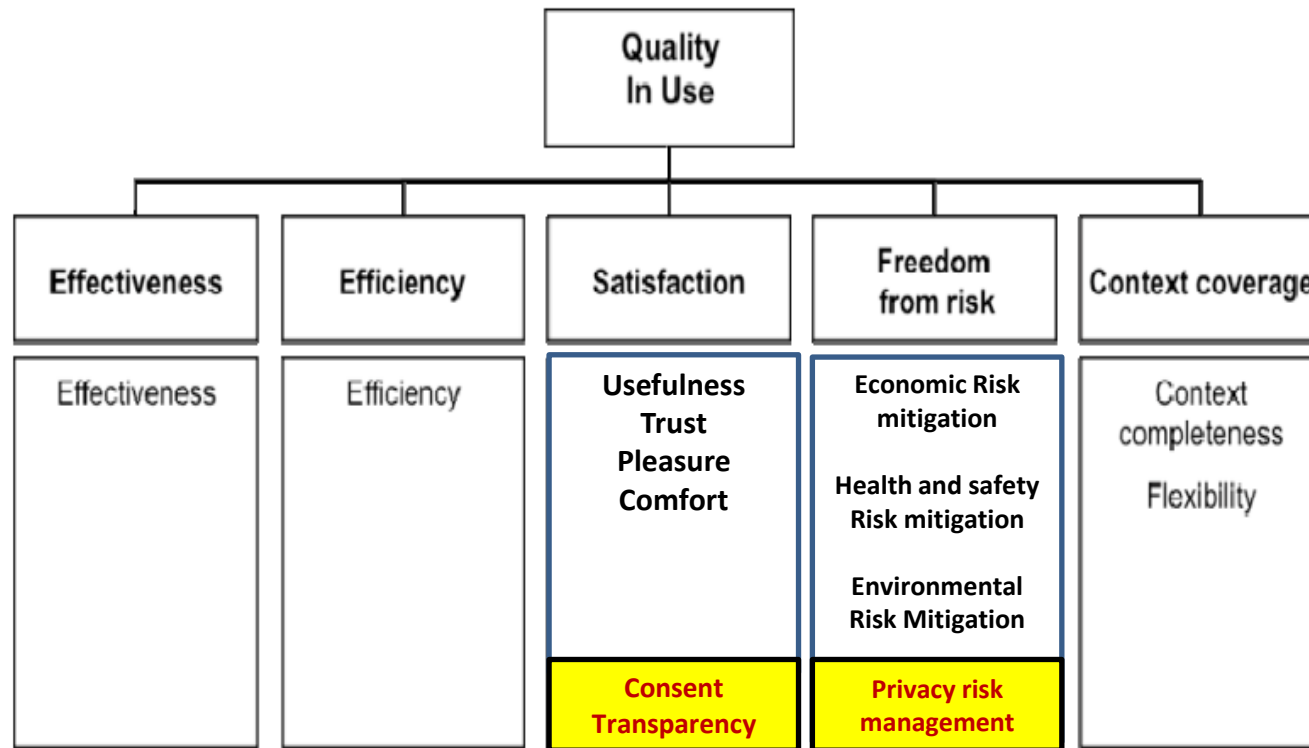 Quality
In Use
Effectiveness
Efficiency
Satisfaction
Freedom
from risk
Context coverage
Effectiveness
Efficiency
Usefulness
Trust
Pleasure
Comfort
Consent
Transparency
Economic Risk
mitigation
Health and safety
Risk mitigation
Environmental
Risk Mitigation
Privacy risk
management
Context
completeness
Flexibility